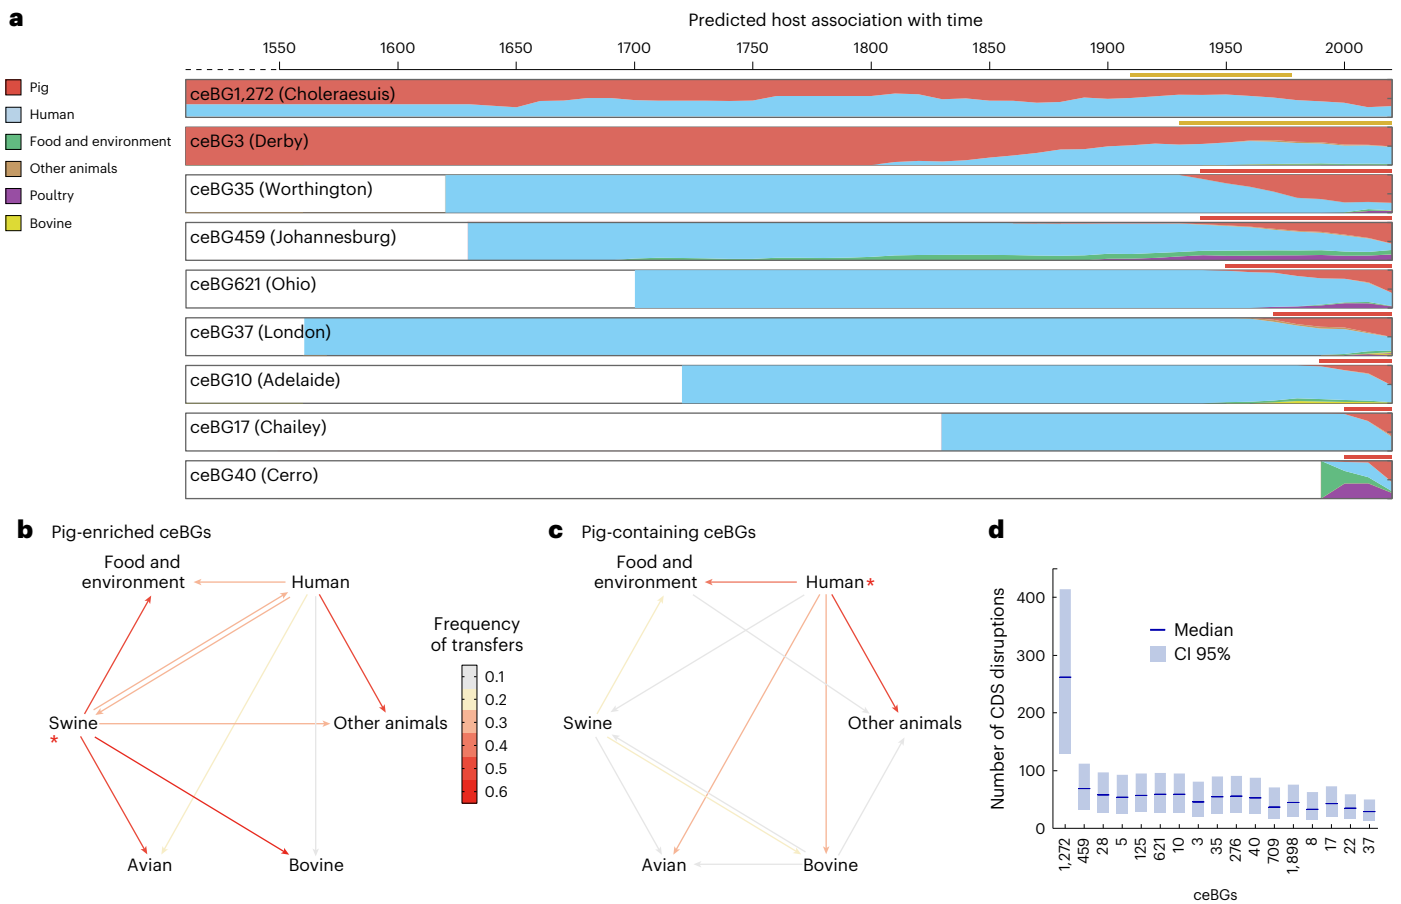 a
Predicted host association with time
1550 1600 1650 1700 1750 1800 1850 1900 1950 2000
Pig
Human
Food and environment
Other animals
Poultry
Bovine
ceBG1,272 (Choleraesuis)
ceBG3 (Derby)
ceBG35 (Worthington)
ceBG459 (Johannesburg)
ceBG621 (Ohio)
ceBG37 (London)
ceBG10 (Adelaide)
ceBG17 (Chailey)
ceBG40 (Cerro)
b Pig-enriched ceBGs
Food and
environment
Human
Swine
*
Other animals
Avian
Bovine
Frequency
of transfers
0.1
0.2
0.3
0.4
0.5
0.6
c Pig-containing ceBGs
Food and
environment
Human*
Swine
Other animals
Avian
Bovine
d
Number of CDS disruptions
400
300
200
100
0
Median
CI 95%
1,272 459 28 5 125 621 10 3 35 276 40 709 1,898 8 17 22 37
ceBGs